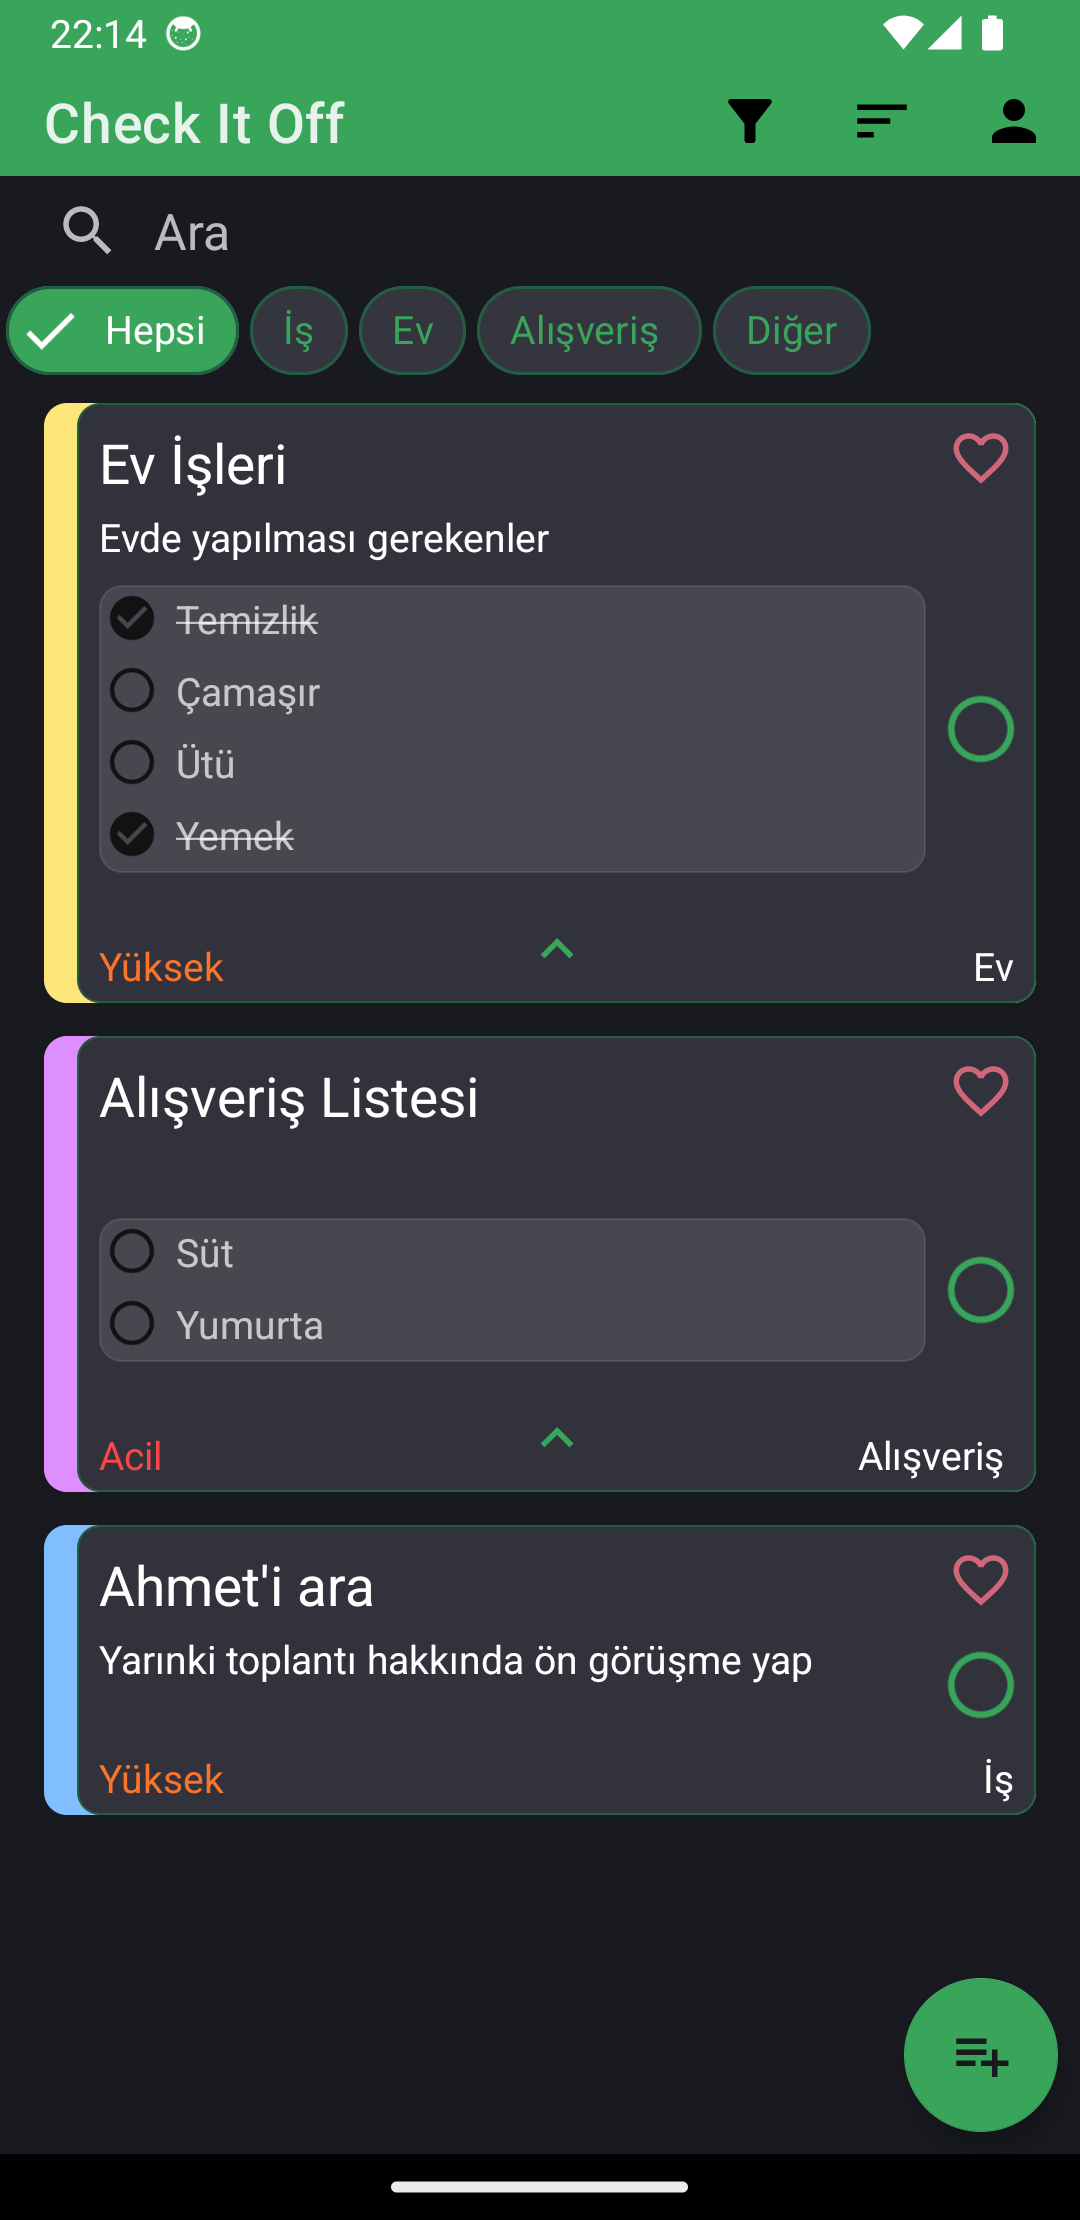 22:14
Check It Off
Ara
Hepsi İş Ev Alışveriş Diğer
Ev İşleri
Evde yapılması gerekenler
Temizlik
Çamaşır
Ütü
Yemek
Yüksek Ev
Alışveriş Listesi
Süt
Yumurta
Acil Alışveriş
Ahmet'i ara
Yarınki toplantı hakkında ön görüşme yap
Yüksek İş